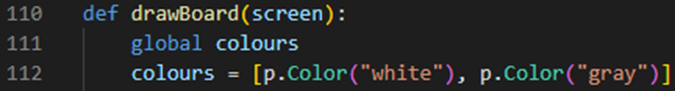 110 def drawBoard(screen):
111 global colours
112 colours = [p.Color("white"), p.Color("gray")]